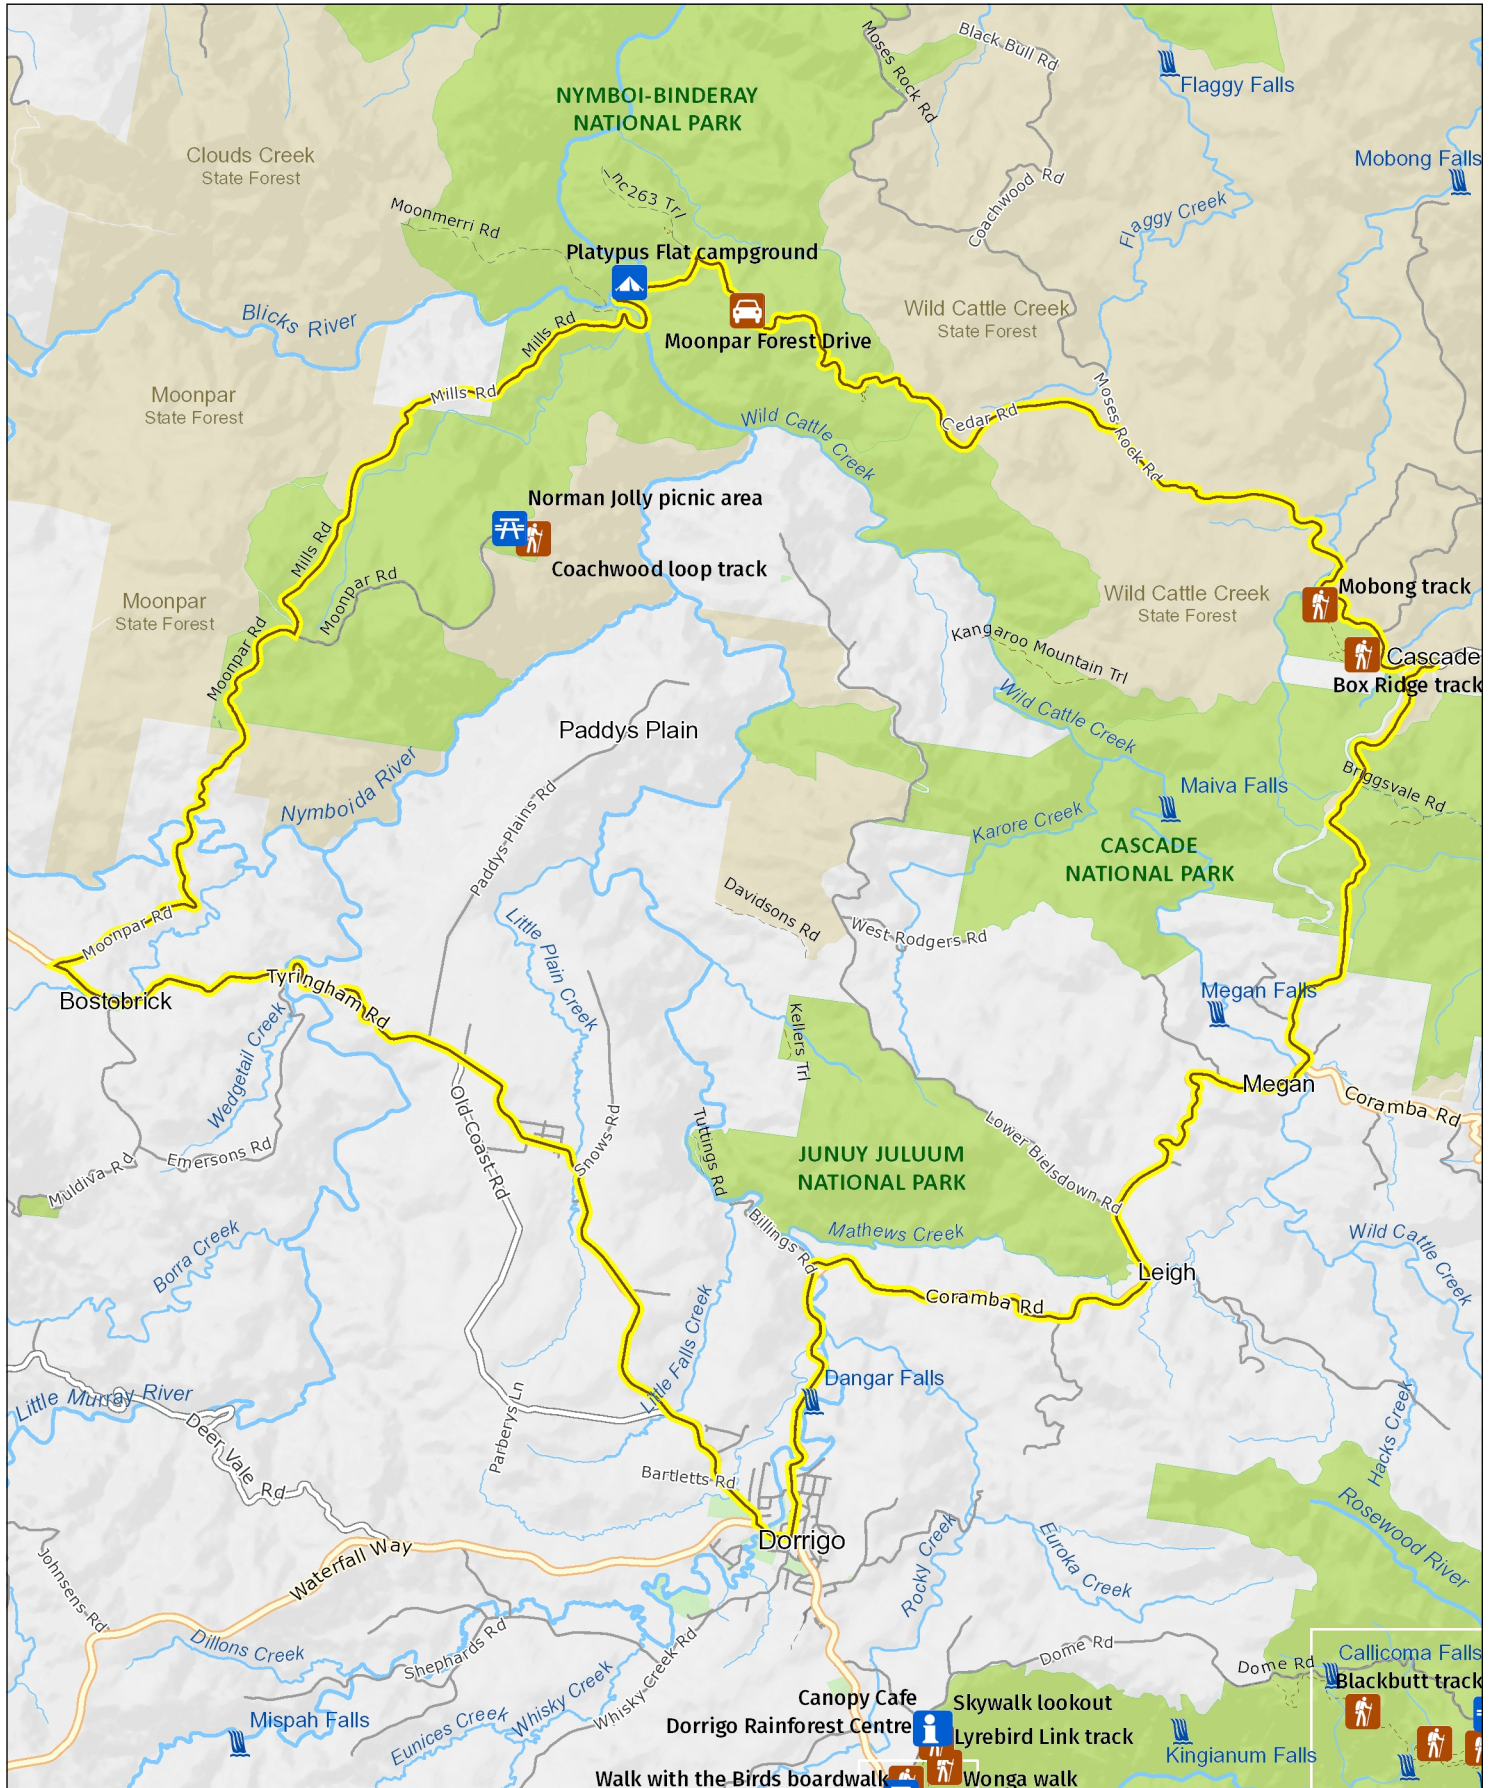 Moses Rock Rd
Black Bull Rd
Flaggy Falls
NYMBOI-BINDERAY
NATIONAL PARK
Clouds Creek
State Forest
Mobong Falls
nc263 Trl
Coachwood Rd
Moonmerri Rd
Flaggy Creek
Platypus Flat campground
Blicks River
Mills Rd
Wild Cattle Creek
State Forest
Moonpar Forest Drive
Moonpar
State Forest
Mills Rd
Moses Rock Rd
Cedar Rd
Wild Cattle Creek
Norman Jolly picnic area
Coachwood loop track
Mills Rd
Moonpar Rd
Moonpar
State Forest
Wild Cattle Creek
State Forest
Mobong track
Moonpar Rd
Kangaroo Mountain Trl
Cascade
Box Ridge track
Wild Cattle Creek
Paddys Plain
Nymboida River
Paddys Plains Rd
Maiva Falls
Briggsvale Rd
Karore Creek
CASCADE
NATIONAL PARK
Davidsons Rd
Moonpar Rd
Little Plain Creek
West Rodgers Rd
Bostobrick
Tyringham Rd
Megan Falls
Wedgetail Creek
Kellers Trl
Megan
Coramba Rd
Old Coast Rd
Snows Rd
Tuttings Rd
Lower Bielsdown Rd
Emersons Rd
Muldiva Rd
JUNUY JULUUM
NATIONAL PARK
Billings Rd
Mathews Creek
Wild Cattle Creek
Borra Creek
Leigh
Coramba Rd
Little Falls Creek
Dangar Falls
Little Murray River
Deer Vale Rd
Parberys Ln
Hacks Creek
Bartletts Rd
Rosewood River
Dorrigo
Waterfall Way
Rocky Creek
Euroka Creek
Johnsens Rd
Dillons Creek
Shephards Rd
Whisky Creek Rd
Dome Rd
Dome Rd
Callicoma Falls
Blackbutt track
Whisky Creek
Eunices Creek
Mispah Falls
Canopy Cafe
Skywalk lookout
Dorrigo Rainforest Centre
Lyrebird Link track
Kingianum Falls
Walk with the Birds boardwalk
Wonga walk